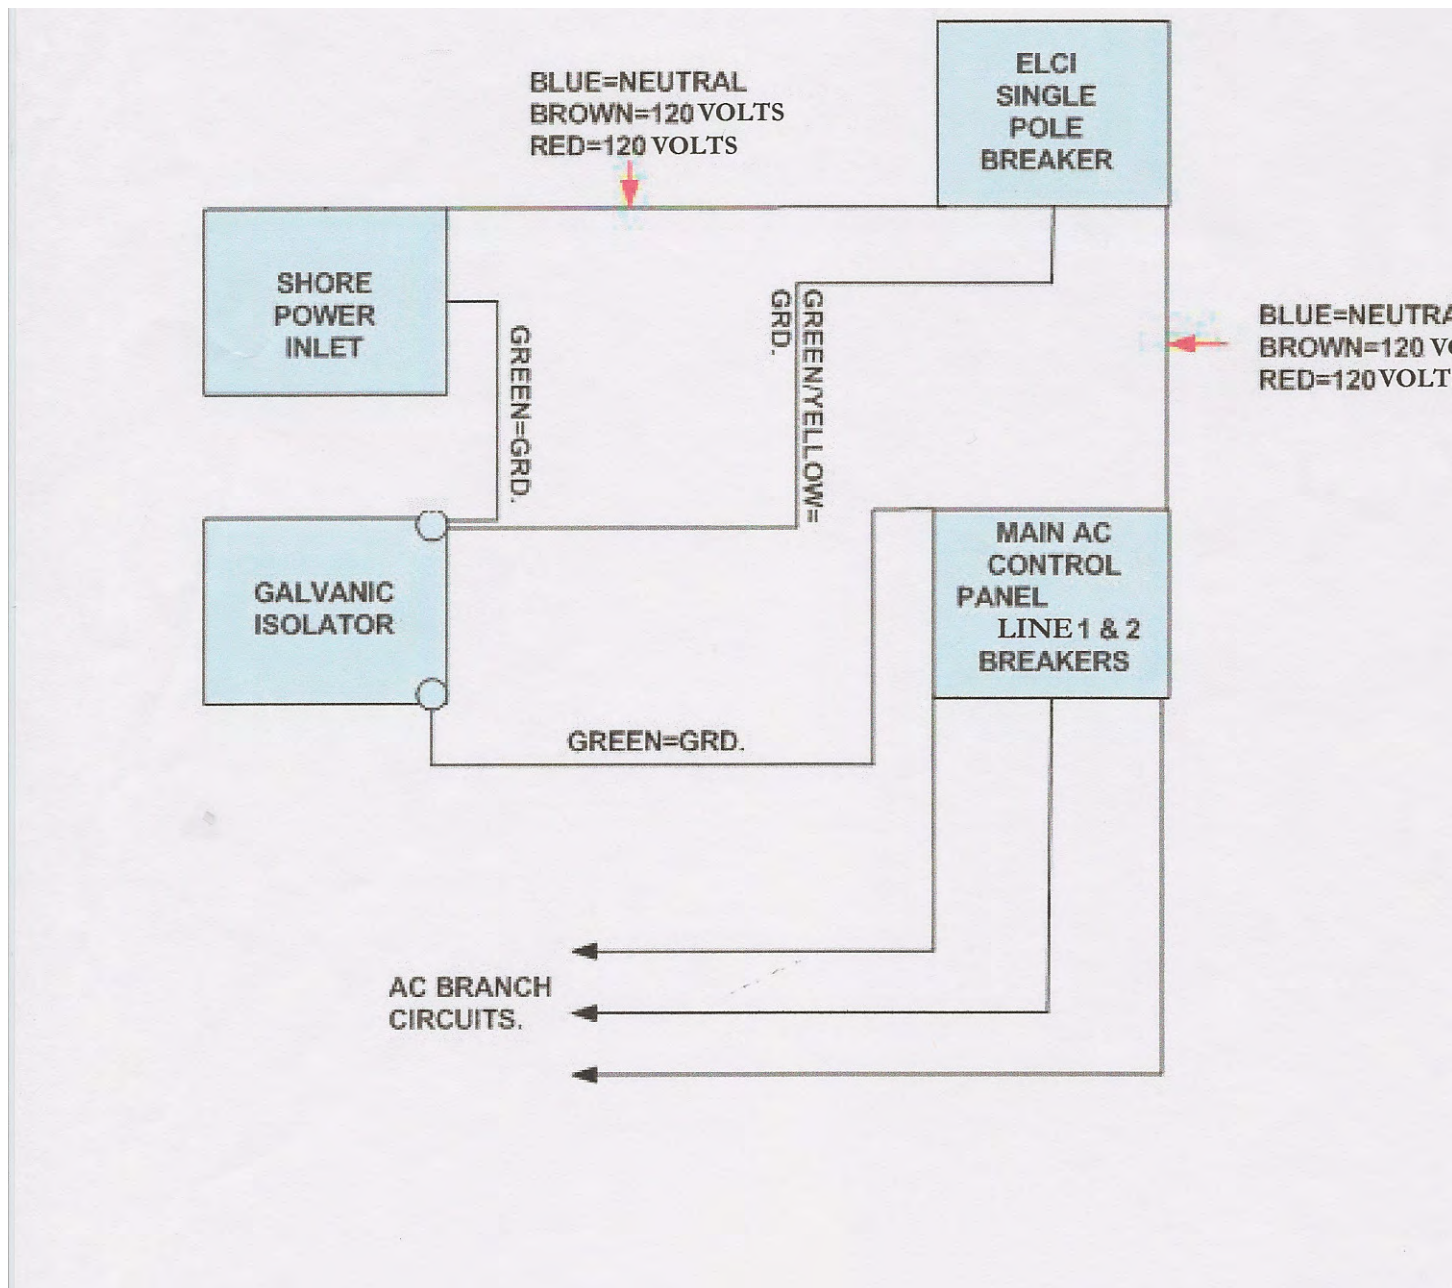 BLUE=NEUTRAL
BROWN=120 VOLTS
RED=120 VOLTS
ELCI
SINGLE
POLE
BREAKER
SHORE
POWER
INLET
GREEN=GRD.
GREEN/YELLOW=
GRD.
BLUE=NEUTRA
BROWN=120 VO
RED=120 VOLT
GALVANIC
ISOLATOR
MAIN AC
CONTROL
PANEL
LINE 1 & 2
BREAKERS
GREEN=GRD.
AC BRANCH
CIRCUITS.